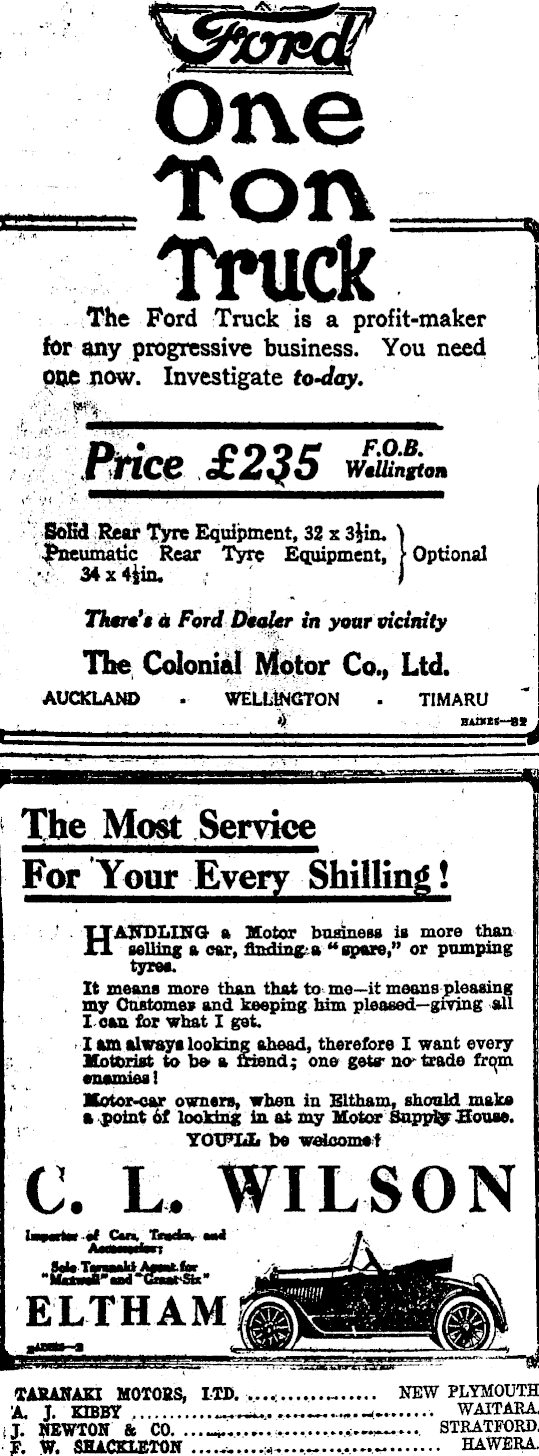 Ford
One
Ton
Truck
The Ford Truck is a profit-maker
for any progressive business. You need
one now. Investigate to-day.
Price £235 F.O.B.
Wellington
Solid Rear Tyre Equipment, 32 x 3½in.
Pneumatic Rear Tyre Equipment, } Optional
34 x 4½in.
There's a Ford Dealer in your vicinity
The Colonial Motor Co., Ltd.
AUCKLAND - WELLINGTON - TIMARU
BAINES—82
The Most Service
For Your Every Shilling!
HANDLING a Motor business is more than
selling a car, finding a "spare," or pumping
tyres.
It means more than that to me—it means pleasing
my Customer and keeping him pleased—giving all
I can for what I get.
I am always looking ahead, therefore I want every
Motorist to be a friend; one gets no trade from
enemies!
Motor-car owners, when in Eltham, should make
a point of looking in at my Motor Supply House.
YOU'LL be welcome!
C. L. WILSON
Importer of Cars, Trucks, and
Accessories;
Sole Taranaki Agent for
"Maxwell" and "Grant Six"
ELTHAM
BAINES—2
TARANAKI MOTORS, LTD. ................. NEW PLYMOUTH
A. J. KIBBY ........................................ WAITARA
J. NEWTON & CO. ................................ STRATFORD
F. W. SHACKLETON ................................ HAWERA